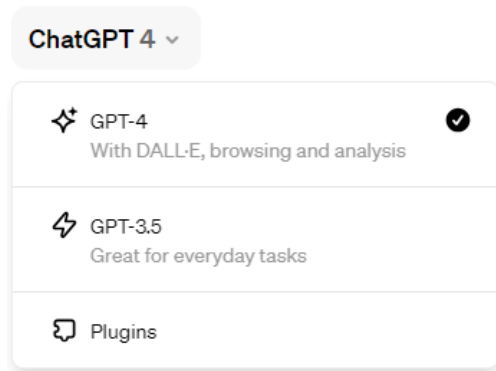 ChatGPT 4
GPT-4
With DALL·E, browsing and analysis
GPT-3.5
Great for everyday tasks
Plugins